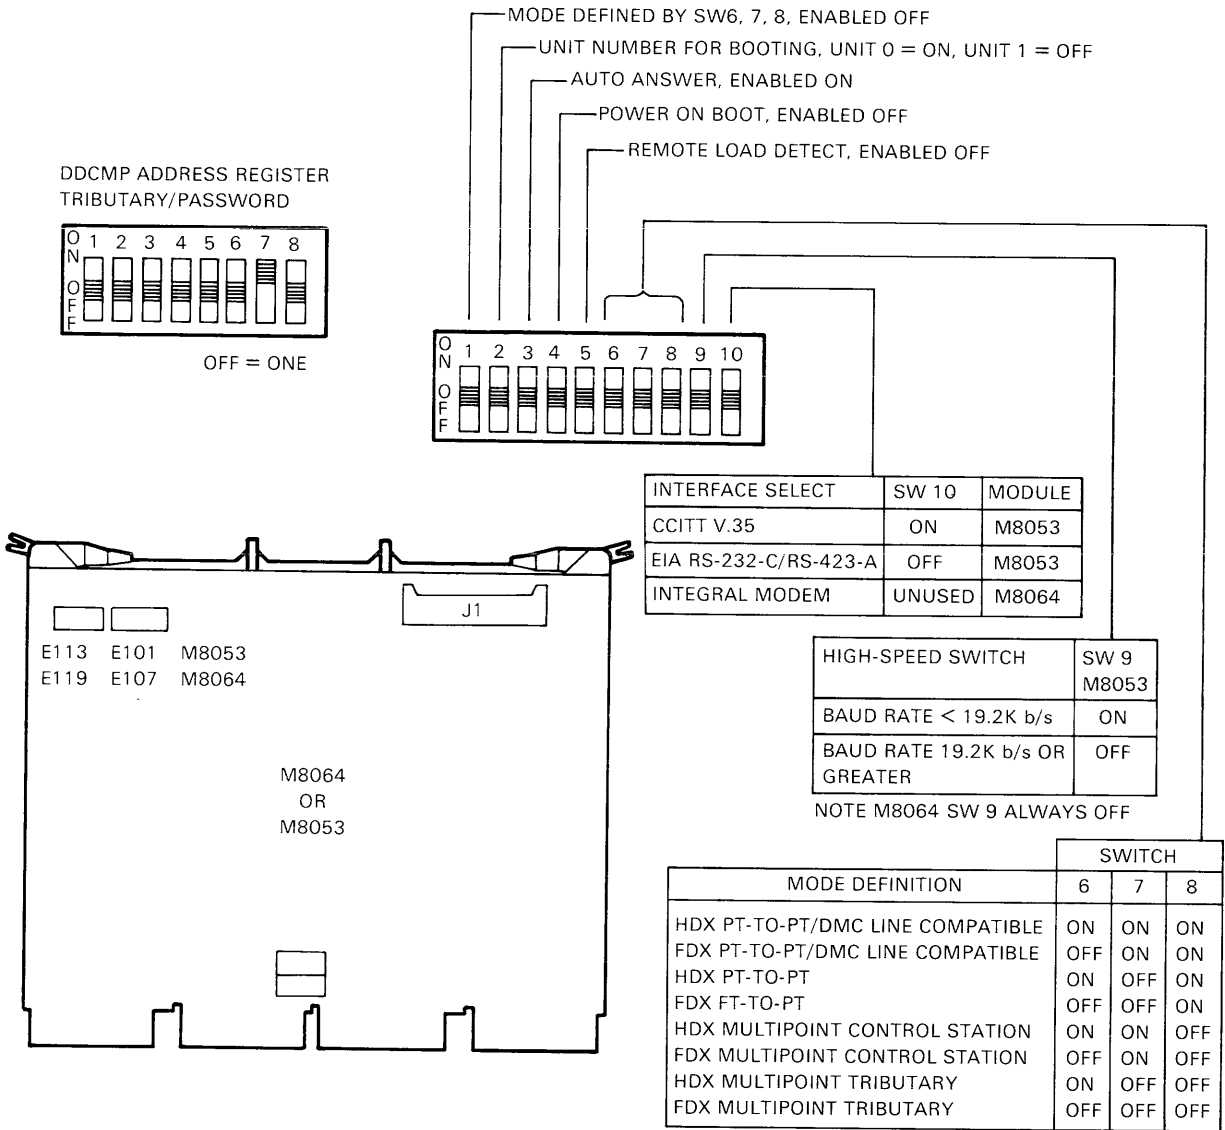 MODE DEFINED BY SW6, 7, 8, ENABLED OFF
UNIT NUMBER FOR BOOTING, UNIT 0 = ON, UNIT 1 = OFF
AUTO ANSWER, ENABLED ON
POWER ON BOOT, ENABLED OFF
REMOTE LOAD DETECT, ENABLED OFF
DDCMP ADDRESS REGISTER
TRIBUTARY/PASSWORD
ON 1 2 3 4 5 6 7 8
OFF
OFF = ONE
ON 1 2 3 4 5 6 7 8 9 10
OFF
INTERFACE SELECT SW 10 MODULE
CCITT V.35 ON M8053
EIA RS-232-C/RS-423-A OFF M8053
INTEGRAL MODEM UNUSED M8064
J1
E113 E101 M8053
E119 E107 M8064
M8064
OR
M8053
HIGH-SPEED SWITCH SW 9
M8053
BAUD RATE < 19.2K b/s ON
BAUD RATE 19.2K b/s OR OFF
GREATER
NOTE M8064 SW 9 ALWAYS OFF
SWITCH
MODE DEFINITION 6 7 8
HDX PT-TO-PT/DMC LINE COMPATIBLE ON ON ON
FDX PT-TO-PT/DMC LINE COMPATIBLE OFF ON ON
HDX PT-TO-PT ON OFF ON
FDX FT-TO-PT OFF OFF ON
HDX MULTIPOINT CONTROL STATION ON ON OFF
FDX MULTIPOINT CONTROL STATION OFF ON OFF
HDX MULTIPOINT TRIBUTARY ON OFF OFF
FDX MULTIPOINT TRIBUTARY OFF OFF OFF